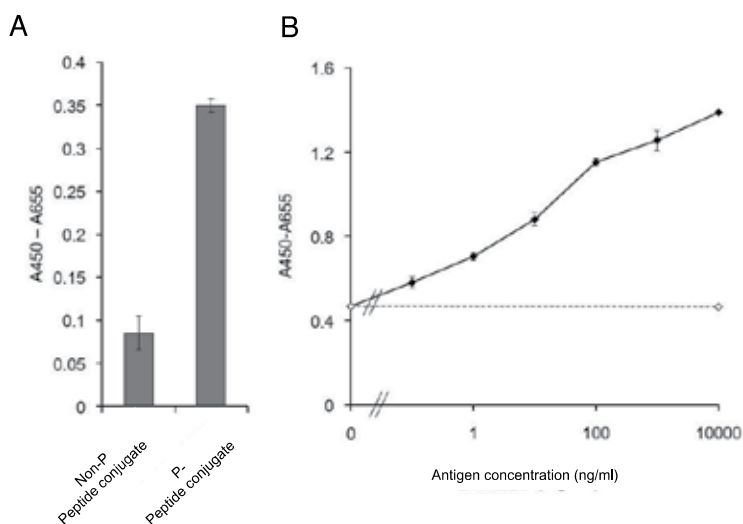 A
B
0.4
0.35
0.3
0.25
0.2
0.15
0.1
0.05
0
A450 – A655
Non-P
Peptide conjugate
P-
Peptide conjugate
1.6
1.2
0.8
0.4
0
A450-A655
0
1
100
10000
Antigen concentration (ng/ml)